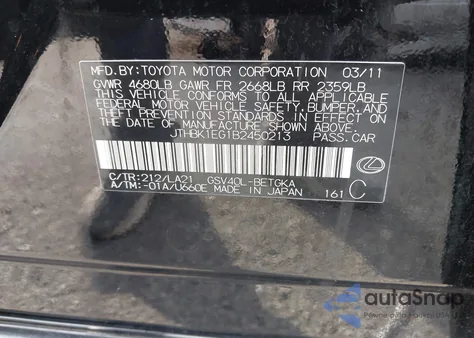 MFD.BY:TOYOTA MOTOR CORPORATION 03/11
GVWR 4680LB GAWR FR 2668LB RR 2359LB
THIS VEHICLE CONFORMS TO ALL APPLICABLE
FEDERAL MOTOR VEHICLE SAFETY,BUMPER,AND
THEFT PREVENTION STANDARDS IN EFFECT ON THE DATE
OF MANUFACTURE SHOWN ABOVE.
JTHBK1EG1B2450213 PASS.CAR
C/TR:212/LA21 GSV40L-BETGKA
A/TM:-01A/U660E MADE IN JAPAN 161 C
autoSnap